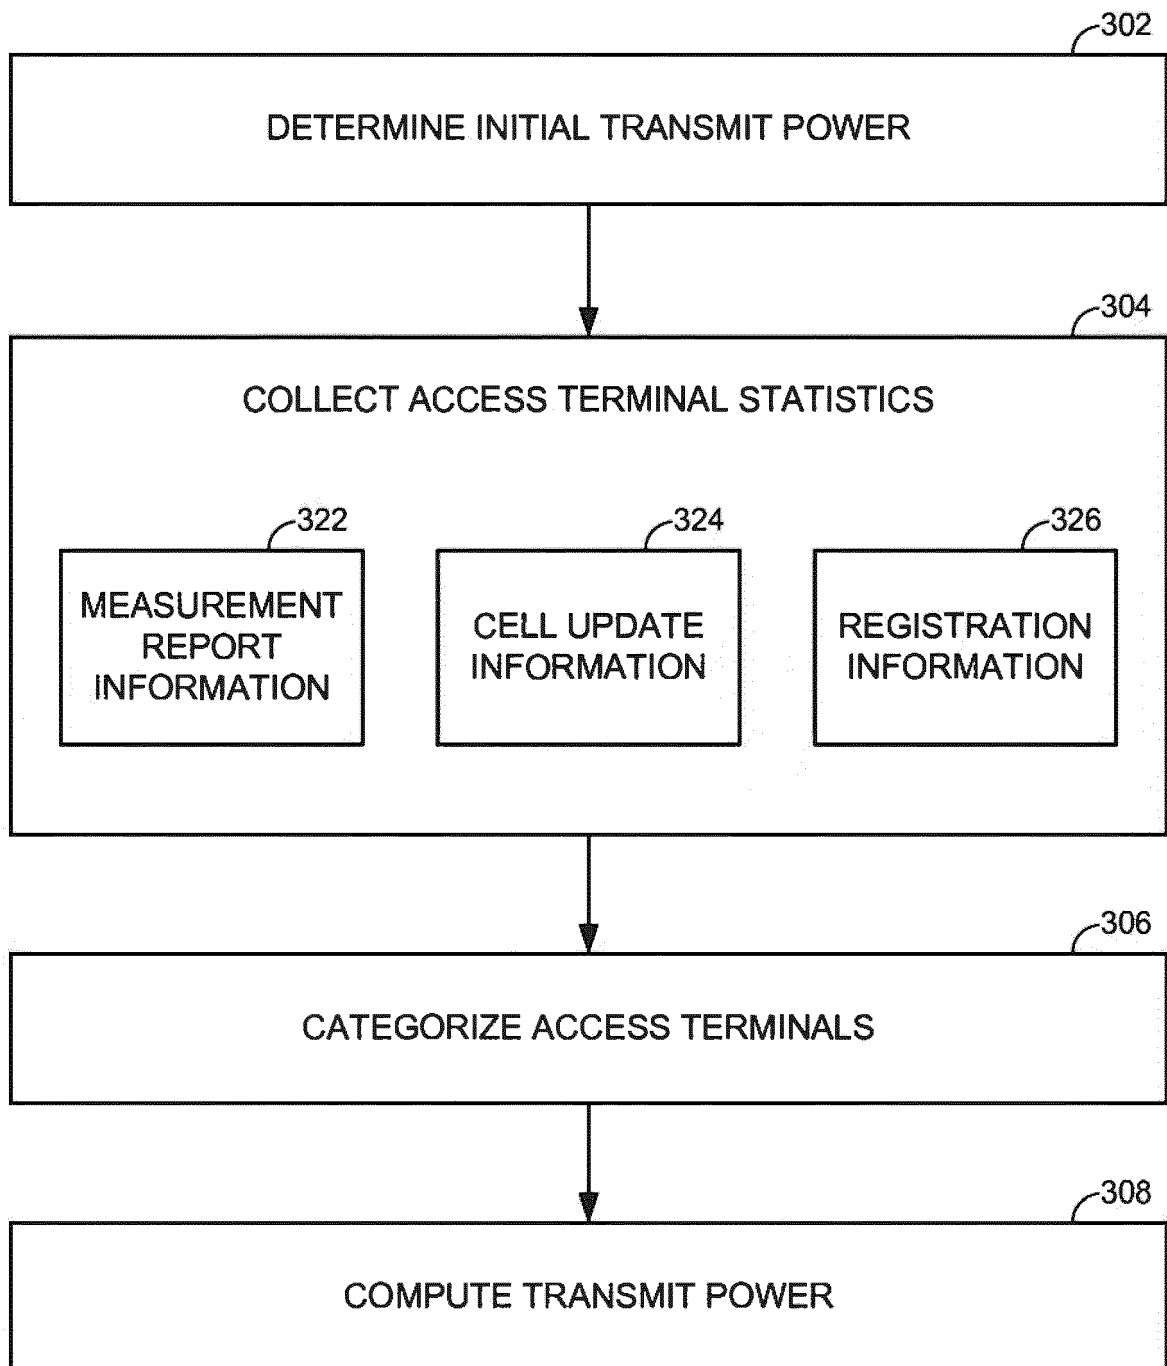 302
DETERMINE INITIAL TRANSMIT POWER
304
COLLECT ACCESS TERMINAL STATISTICS
322
MEASUREMENT
REPORT
INFORMATION
324
CELL UPDATE
INFORMATION
326
REGISTRATION
INFORMATION
306
CATEGORIZE ACCESS TERMINALS
308
COMPUTE TRANSMIT POWER